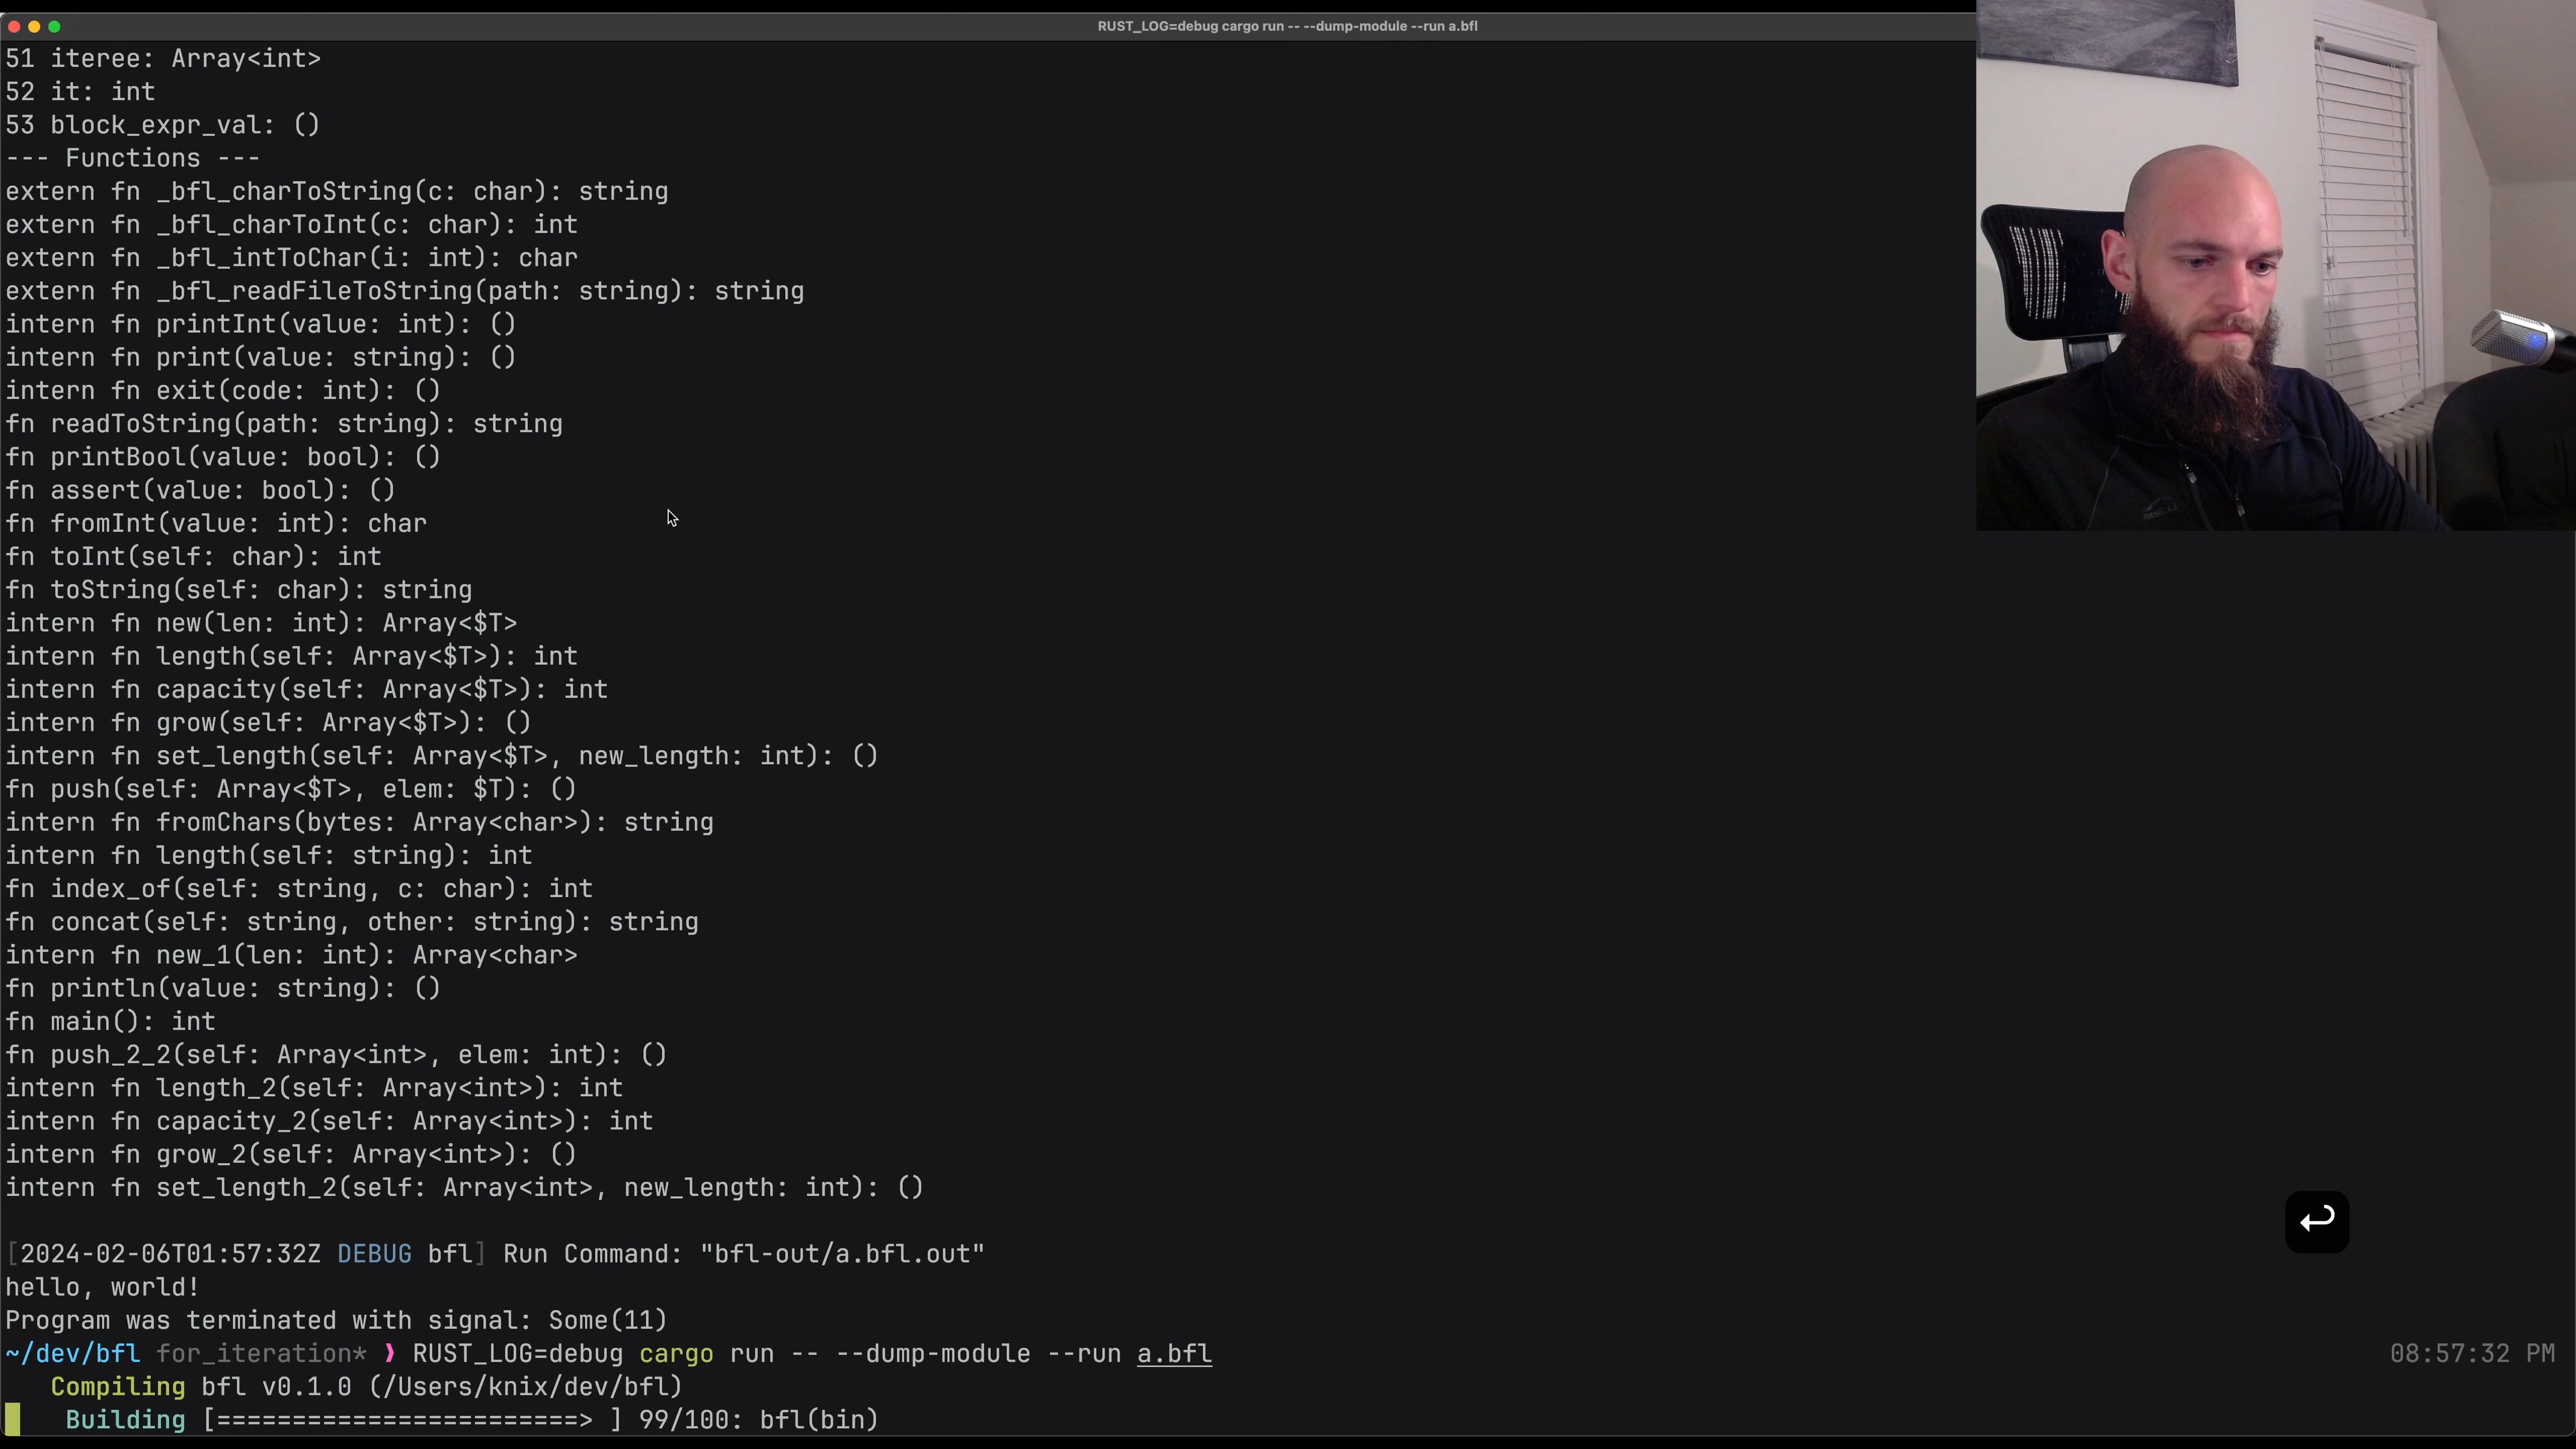 RUST_LOG=debug cargo run -- --dump-module --run a.bfl
51 iteree: Array<int>
52 it: int
53 block_expr_val: ()
--- Functions ---
extern fn _bfl_charToString(c: char): string
extern fn _bfl_charToInt(c: char): int
extern fn _bfl_intToChar(i: int): char
extern fn _bfl_readFileToString(path: string): string
intern fn printInt(value: int): ()
intern fn print(value: string): ()
intern fn exit(code: int): ()
fn readToString(path: string): string
fn printBool(value: bool): ()
fn assert(value: bool): ()
fn fromInt(value: int): char
fn toInt(self: char): int
fn toString(self: char): string
intern fn new(len: int): Array<$T>
intern fn length(self: Array<$T>): int
intern fn capacity(self: Array<$T>): int
intern fn grow(self: Array<$T>): ()
intern fn set_length(self: Array<$T>, new_length: int): ()
fn push(self: Array<$T>, elem: $T): ()
intern fn fromChars(bytes: Array<char>): string
intern fn length(self: string): int
fn index_of(self: string, c: char): int
fn concat(self: string, other: string): string
intern fn new_1(len: int): Array<char>
fn println(value: string): ()
fn main(): int
fn push_2_2(self: Array<int>, elem: int): ()
intern fn length_2(self: Array<int>): int
intern fn capacity_2(self: Array<int>): int
intern fn grow_2(self: Array<int>): ()
intern fn set_length_2(self: Array<int>, new_length: int): ()
[2024-02-06T01:57:32Z DEBUG bfl] Run Command: "bfl-out/a.bfl.out"
hello, world!
Program was terminated with signal: Some(11)
~/dev/bfl for_iteration* ❯ RUST_LOG=debug cargo run -- --dump-module --run a.bfl 08:57:32 PM
Compiling bfl v0.1.0 (/Users/knix/dev/bfl)
Building [========================> ] 99/100: bfl(bin)